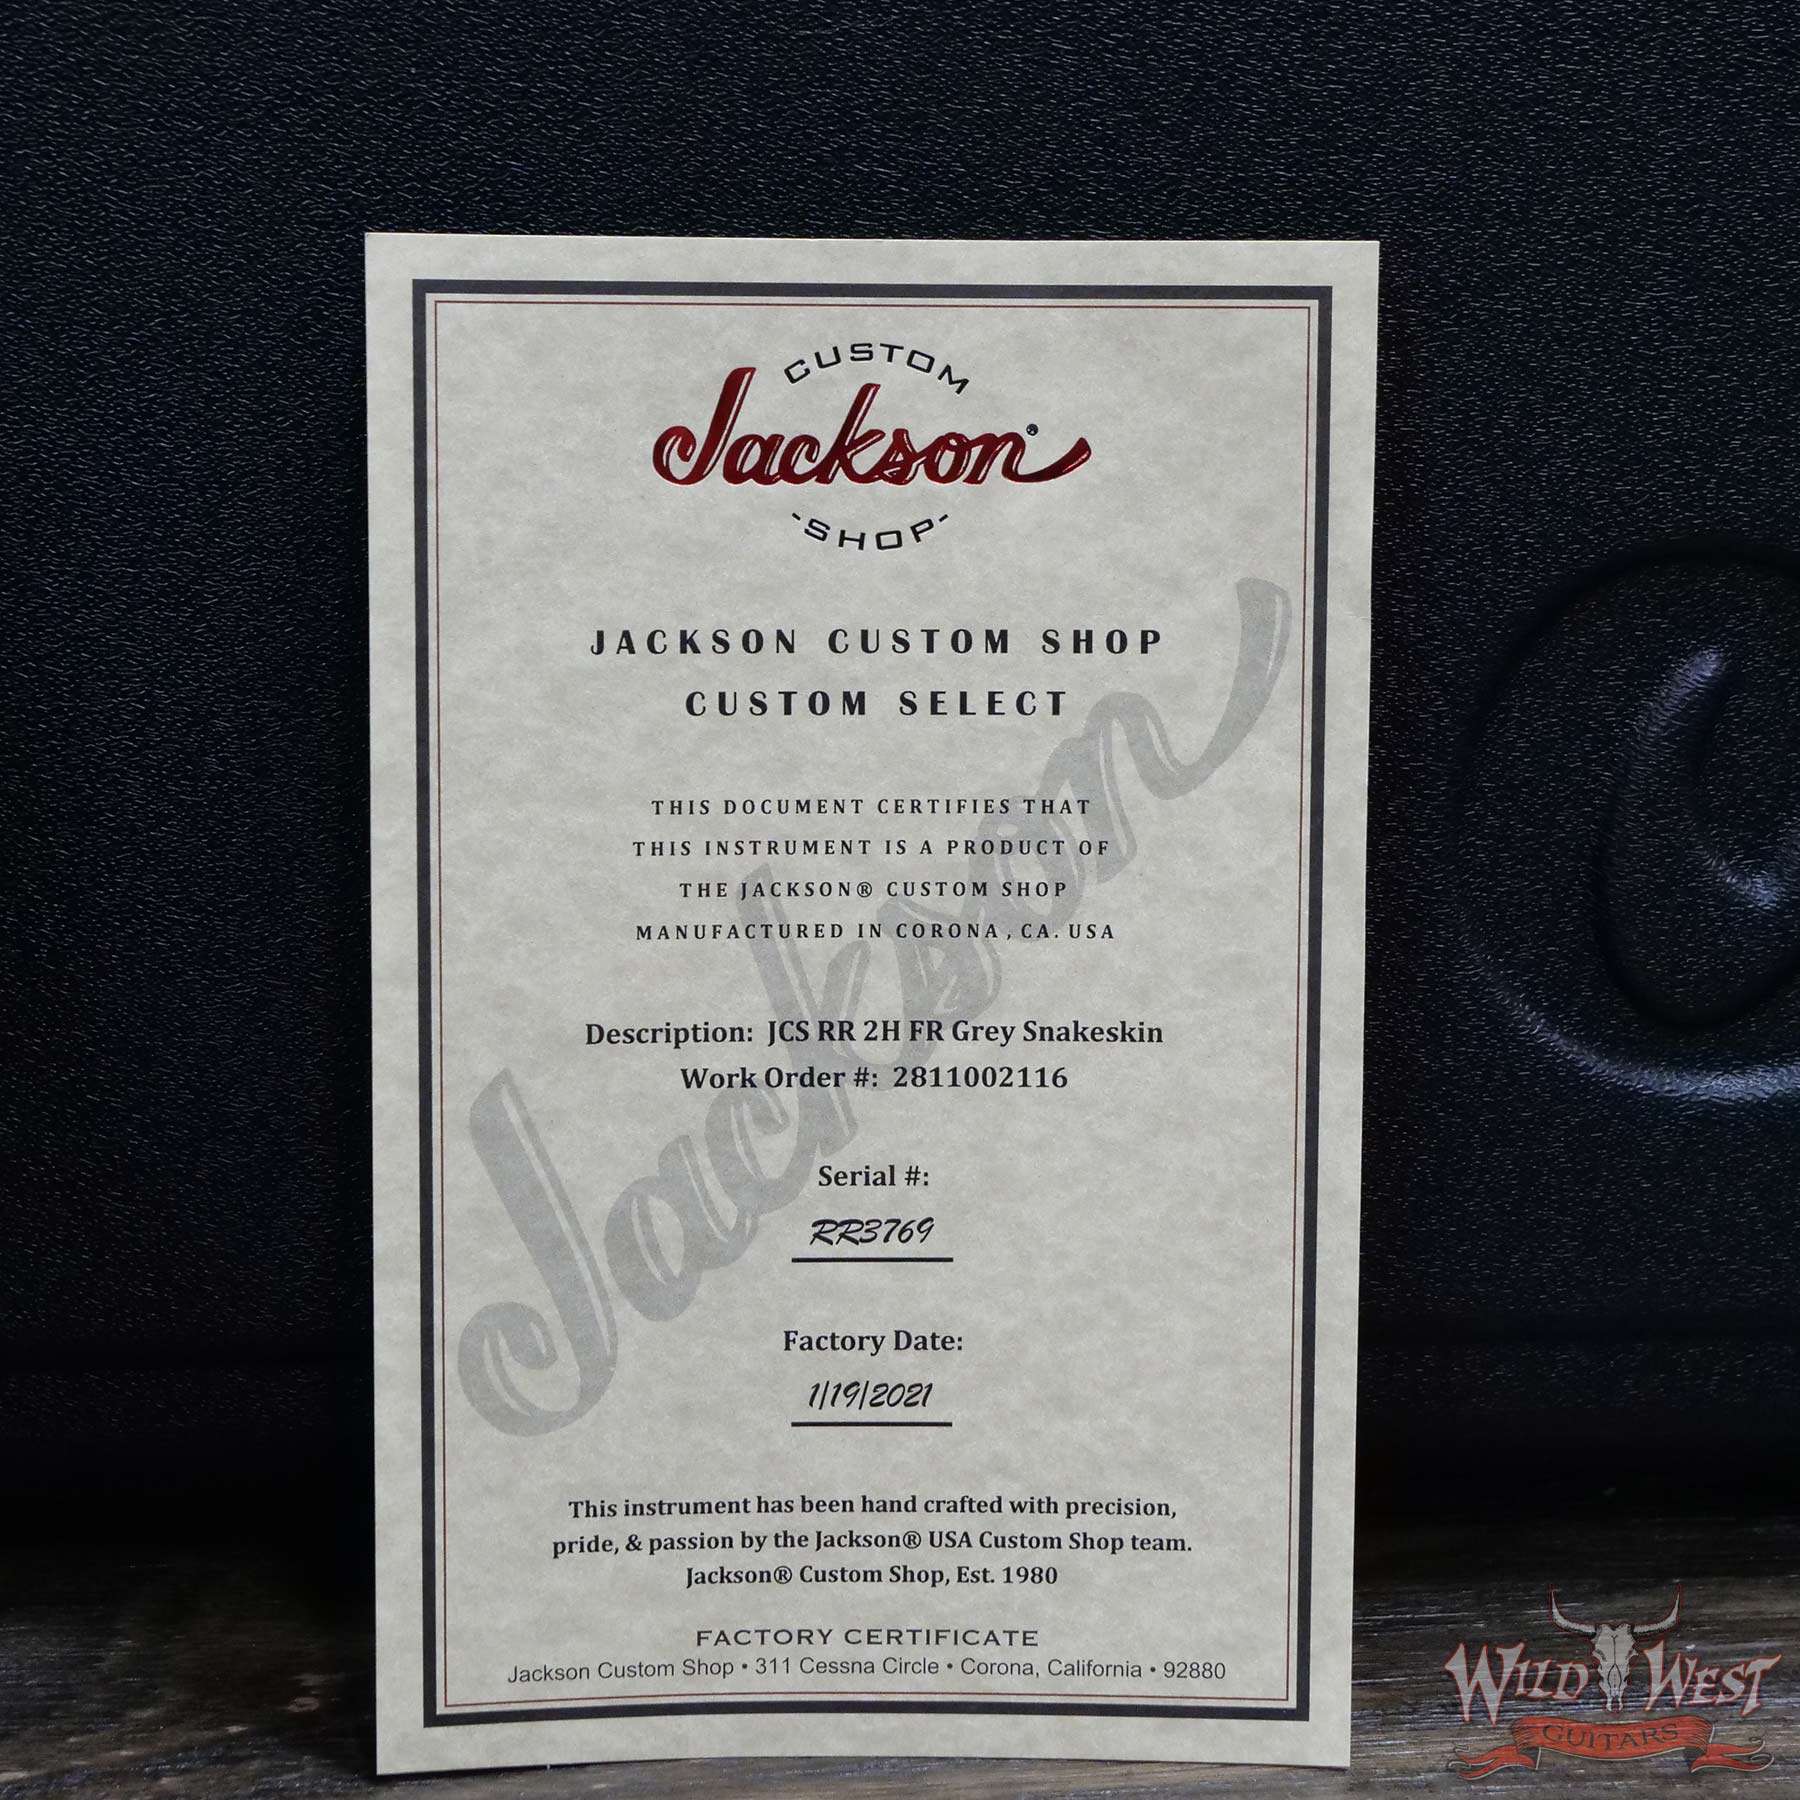 CUSTOM
Jackson®
-SHOP-
JACKSON CUSTOM SHOP
CUSTOM SELECT
THIS DOCUMENT CERTIFIES THAT
THIS INSTRUMENT IS A PRODUCT OF
THE JACKSON® CUSTOM SHOP
MANUFACTURED IN CORONA, CA. USA
Jackson
Description: JCS RR 2H FR Grey Snakeskin
Work Order #: 2811002116
Serial #:
RR3769
Factory Date:
1/19/2021
This instrument has been hand crafted with precision,
pride, & passion by the Jackson® USA Custom Shop team.
Jackson® Custom Shop, Est. 1980
FACTORY CERTIFICATE
Jackson Custom Shop • 311 Cessna Circle • Corona, California • 92880
WILD WEST
GUITARS